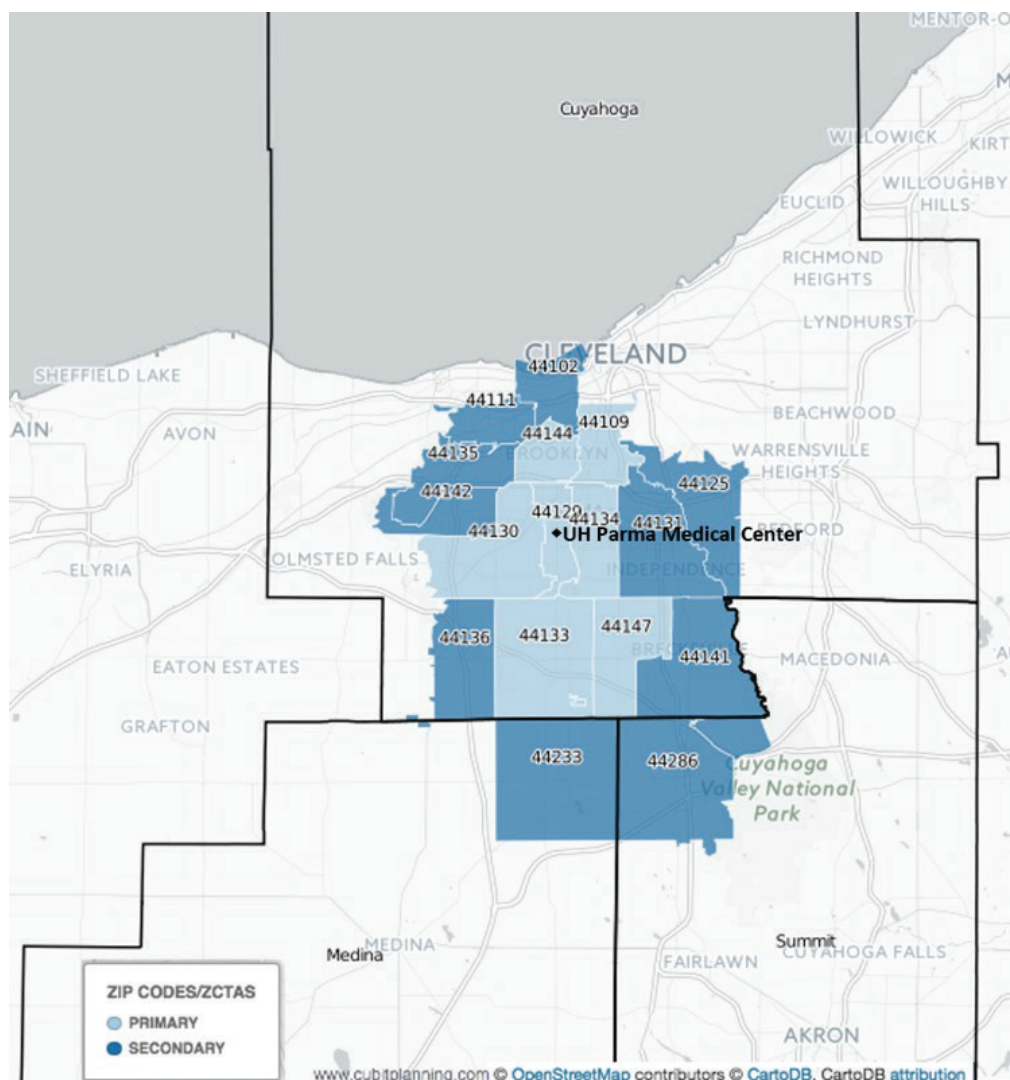 MENTOR-O
Cuyahoga
WILLOWICK
KIRT
WILLOUGHBY
HILLS
EUCLID
RICHMOND
HEIGHTS
LYNDHURST
CLEVELAND
44102
SHEFFIELD LAKE
44111
BEACHWOOD
44109
AIN
AVON
44144
WARRENSVILLE
HEIGHTS
44135
BROOKLYN
44125
44142
44129
44134
44131
44130
BEDFORD
UH Parma Medical Center
OLMSTED FALLS
ELYRIA
INDEPENDENCE
44136
44133
44147
44141
MACEDONIA
EATON ESTATES
GRAFTON
44233
44286
Cuyahoga
Valley National
Park
Summit
MEDINA
Medina
CUYAHOGA FALLS
FAIRLAWN
ZIP CODES/ZCTAS
PRIMARY
SECONDARY
AKRON
www.cubitplanning.com © OpenStreetMap contributors © CartoDB, CartoDB attribution